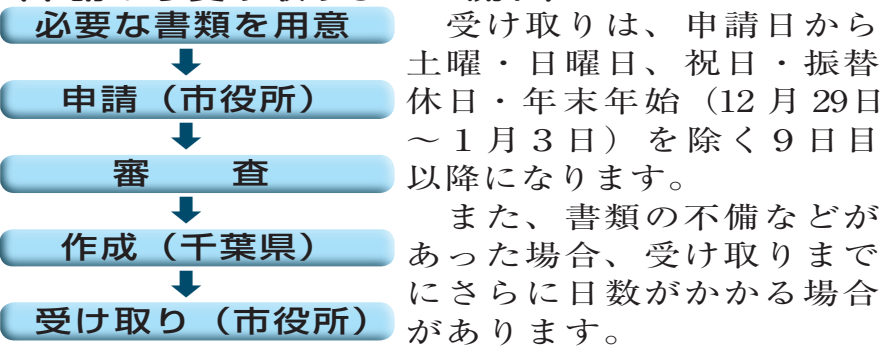 必要な書類を用意
申請（市役所）
審　　査
作成（千葉県）
受け取り（市役所）
　受け取りは、申請日から
土曜・日曜日、祝日・振替
休日・年末年始（12月29日
～１月３日）を除く９日目
以降になります。
　また、書類の不備などが
あった場合、受け取りまで
にさらに日数がかかる場合
があります。